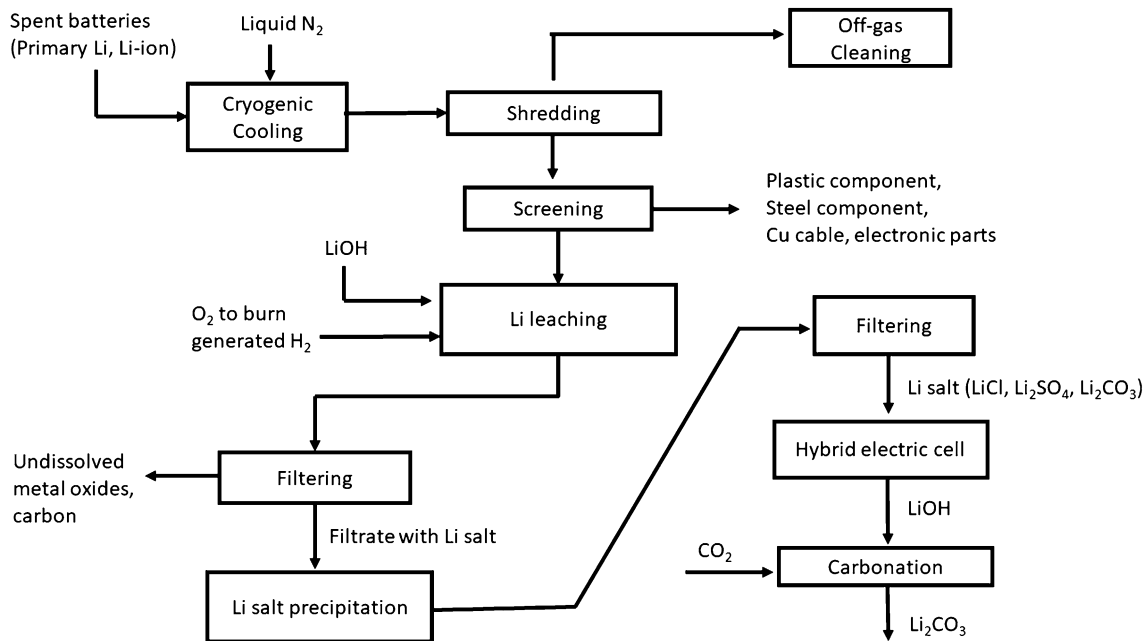 Spent batteries
(Primary Li, Li-ion)
Liquid N₂
Off-gas
Cleaning
Cryogenic
Cooling
Shredding
Screening
Plastic component,
Steel component,
Cu cable, electronic parts
LiOH
O₂ to burn
generated H₂
Li leaching
Filtering
Li salt (LiCl, Li₂SO₄, Li₂CO₃)
Hybrid electric cell
Undissolved
metal oxides,
carbon
Filtering
LiOH
Filtrate with Li salt
CO₂
Carbonation
Li salt precipitation
Li₂CO₃